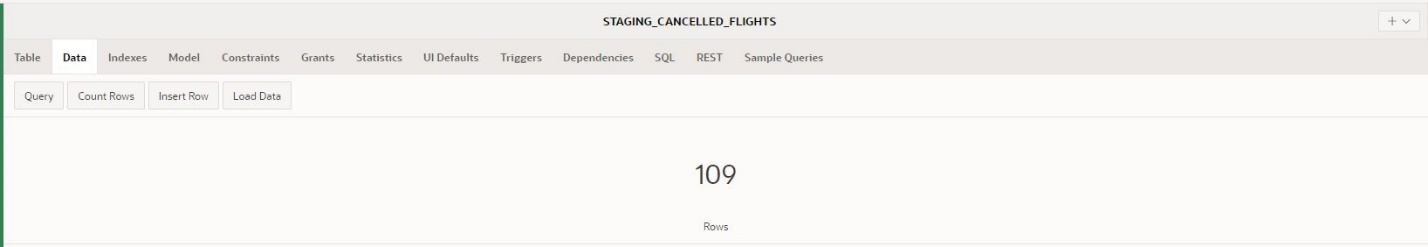 STAGING_CANCELLED_FLIGHTS
Table Data Indexes Model Constraints Grants Statistics UI Defaults Triggers Dependencies SQL REST Sample Queries
Query Count Rows Insert Row Load Data
109
Rows